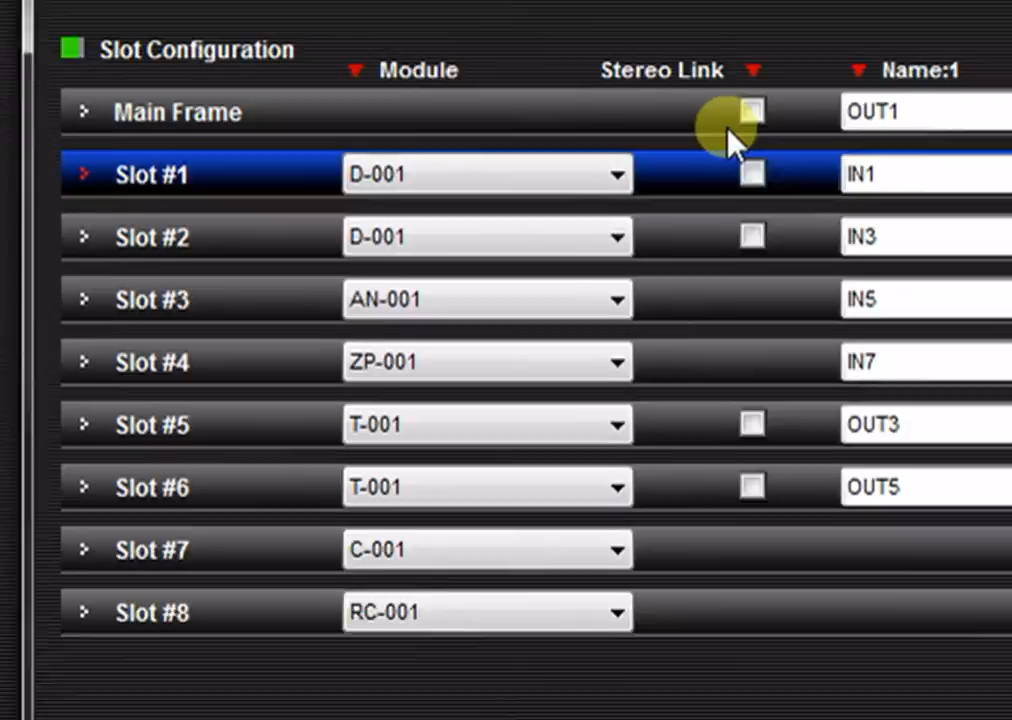 Slot Configuration
Module Stereo Link Name:1
Main Frame OUT1
Slot #1 D-001 IN1
Slot #2 D-001 IN3
Slot #3 AN-001 IN5
Slot #4 ZP-001 IN7
Slot #5 T-001 OUT3
Slot #6 T-001 OUT5
Slot #7 C-001
Slot #8 RC-001